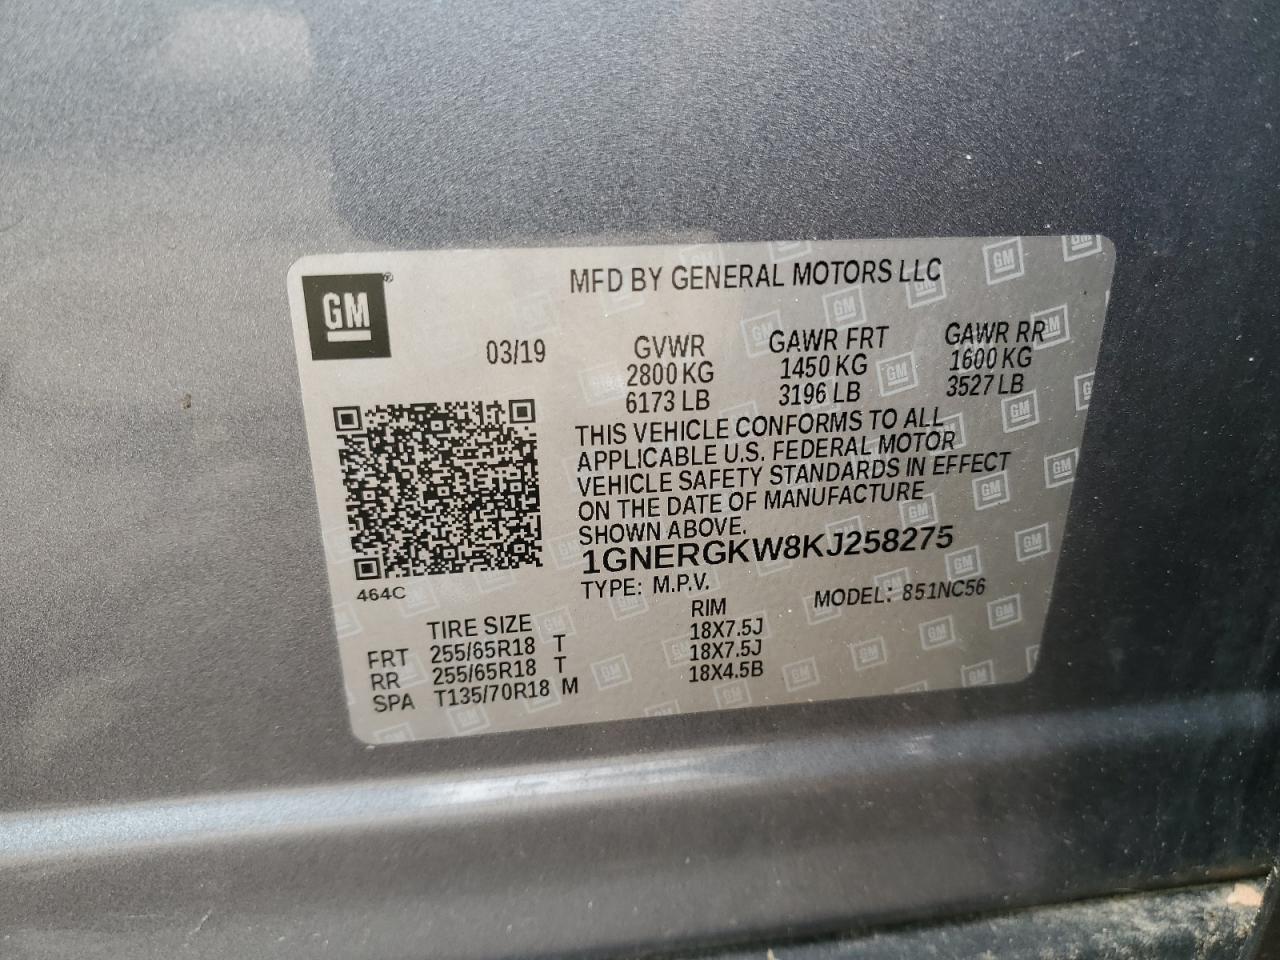 GM®
MFD BY GENERAL MOTORS LLC
03/19
GVWR GAWR FRT GAWR RR
2800 KG 1450 KG 1600 KG
6173 LB 3196 LB 3527 LB
THIS VEHICLE CONFORMS TO ALL
APPLICABLE U.S. FEDERAL MOTOR
VEHICLE SAFETY STANDARDS IN EFFECT
ON THE DATE OF MANUFACTURE
SHOWN ABOVE.
1GNERGKW8KJ258275
464C
TYPE: M.P.V. MODEL: 851NC56
TIRE SIZE RIM
FRT 255/65R18 T 18X7.5J
RR 255/65R18 T 18X7.5J
SPA T135/70R18 M 18X4.5B